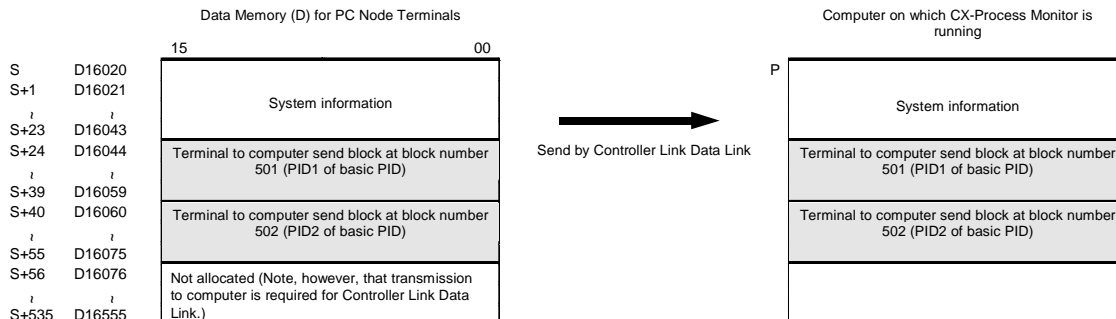 Data Memory (D) for PC Node Terminals
Computer on which CX-Process Monitor is
running
15 00
S D16020
P
S+1 D16021
System information
System information
≀ ≀
S+23 D16043
Send by Controller Link Data Link
S+24 D16044
Terminal to computer send block at block number
501 (PID1 of basic PID)
Terminal to computer send block at block number
501 (PID1 of basic PID)
≀ ≀
S+39 D16059
S+40 D16060
Terminal to computer send block at block number
502 (PID2 of basic PID)
Terminal to computer send block at block number
502 (PID2 of basic PID)
≀ ≀
S+55 D16075
S+56 D16076
Not allocated (Note, however, that transmission
to computer is required for Controller Link Data
Link.)
≀ ≀
S+535 D16555